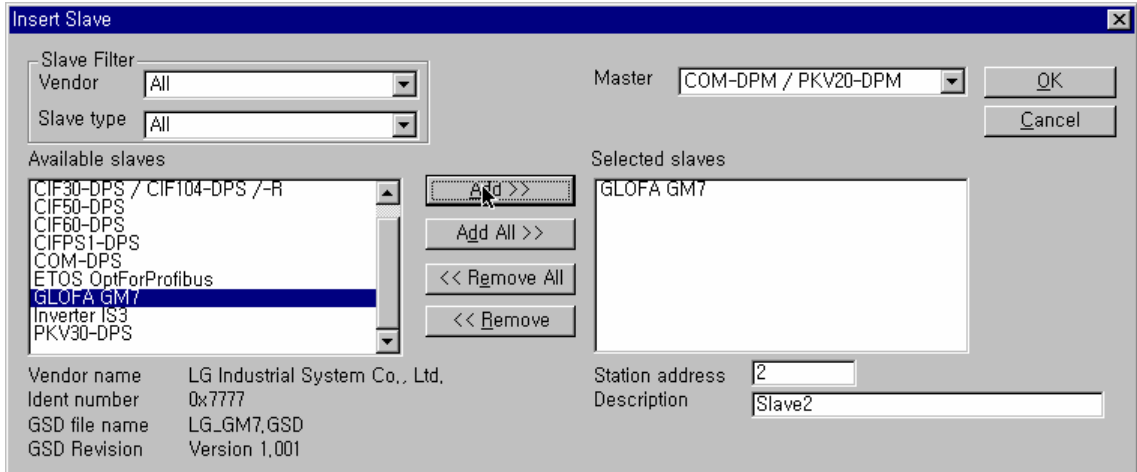 Insert Slave
Slave Filter
Vendor All
Slave type All
Master COM-DPM / PKV20-DPM
OK
Cancel
Available slaves
CIF30-DPS / CIF104-DPS /-R
CIF50-DPS
CIF60-DPS
CIFPS1-DPS
COM-DPS
ETOS OptForProfibus
GLOFA GM7
Inverter IS3
PKV30-DPS
Add >>
Add All >>
<< Remove All
<< Remove
Selected slaves
GLOFA GM7
Vendor name LG Industrial System Co., Ltd.
Ident number 0x7777
GSD file name LG_GM7.GSD
GSD Revision Version 1.001
Station address 2
Description Slave2